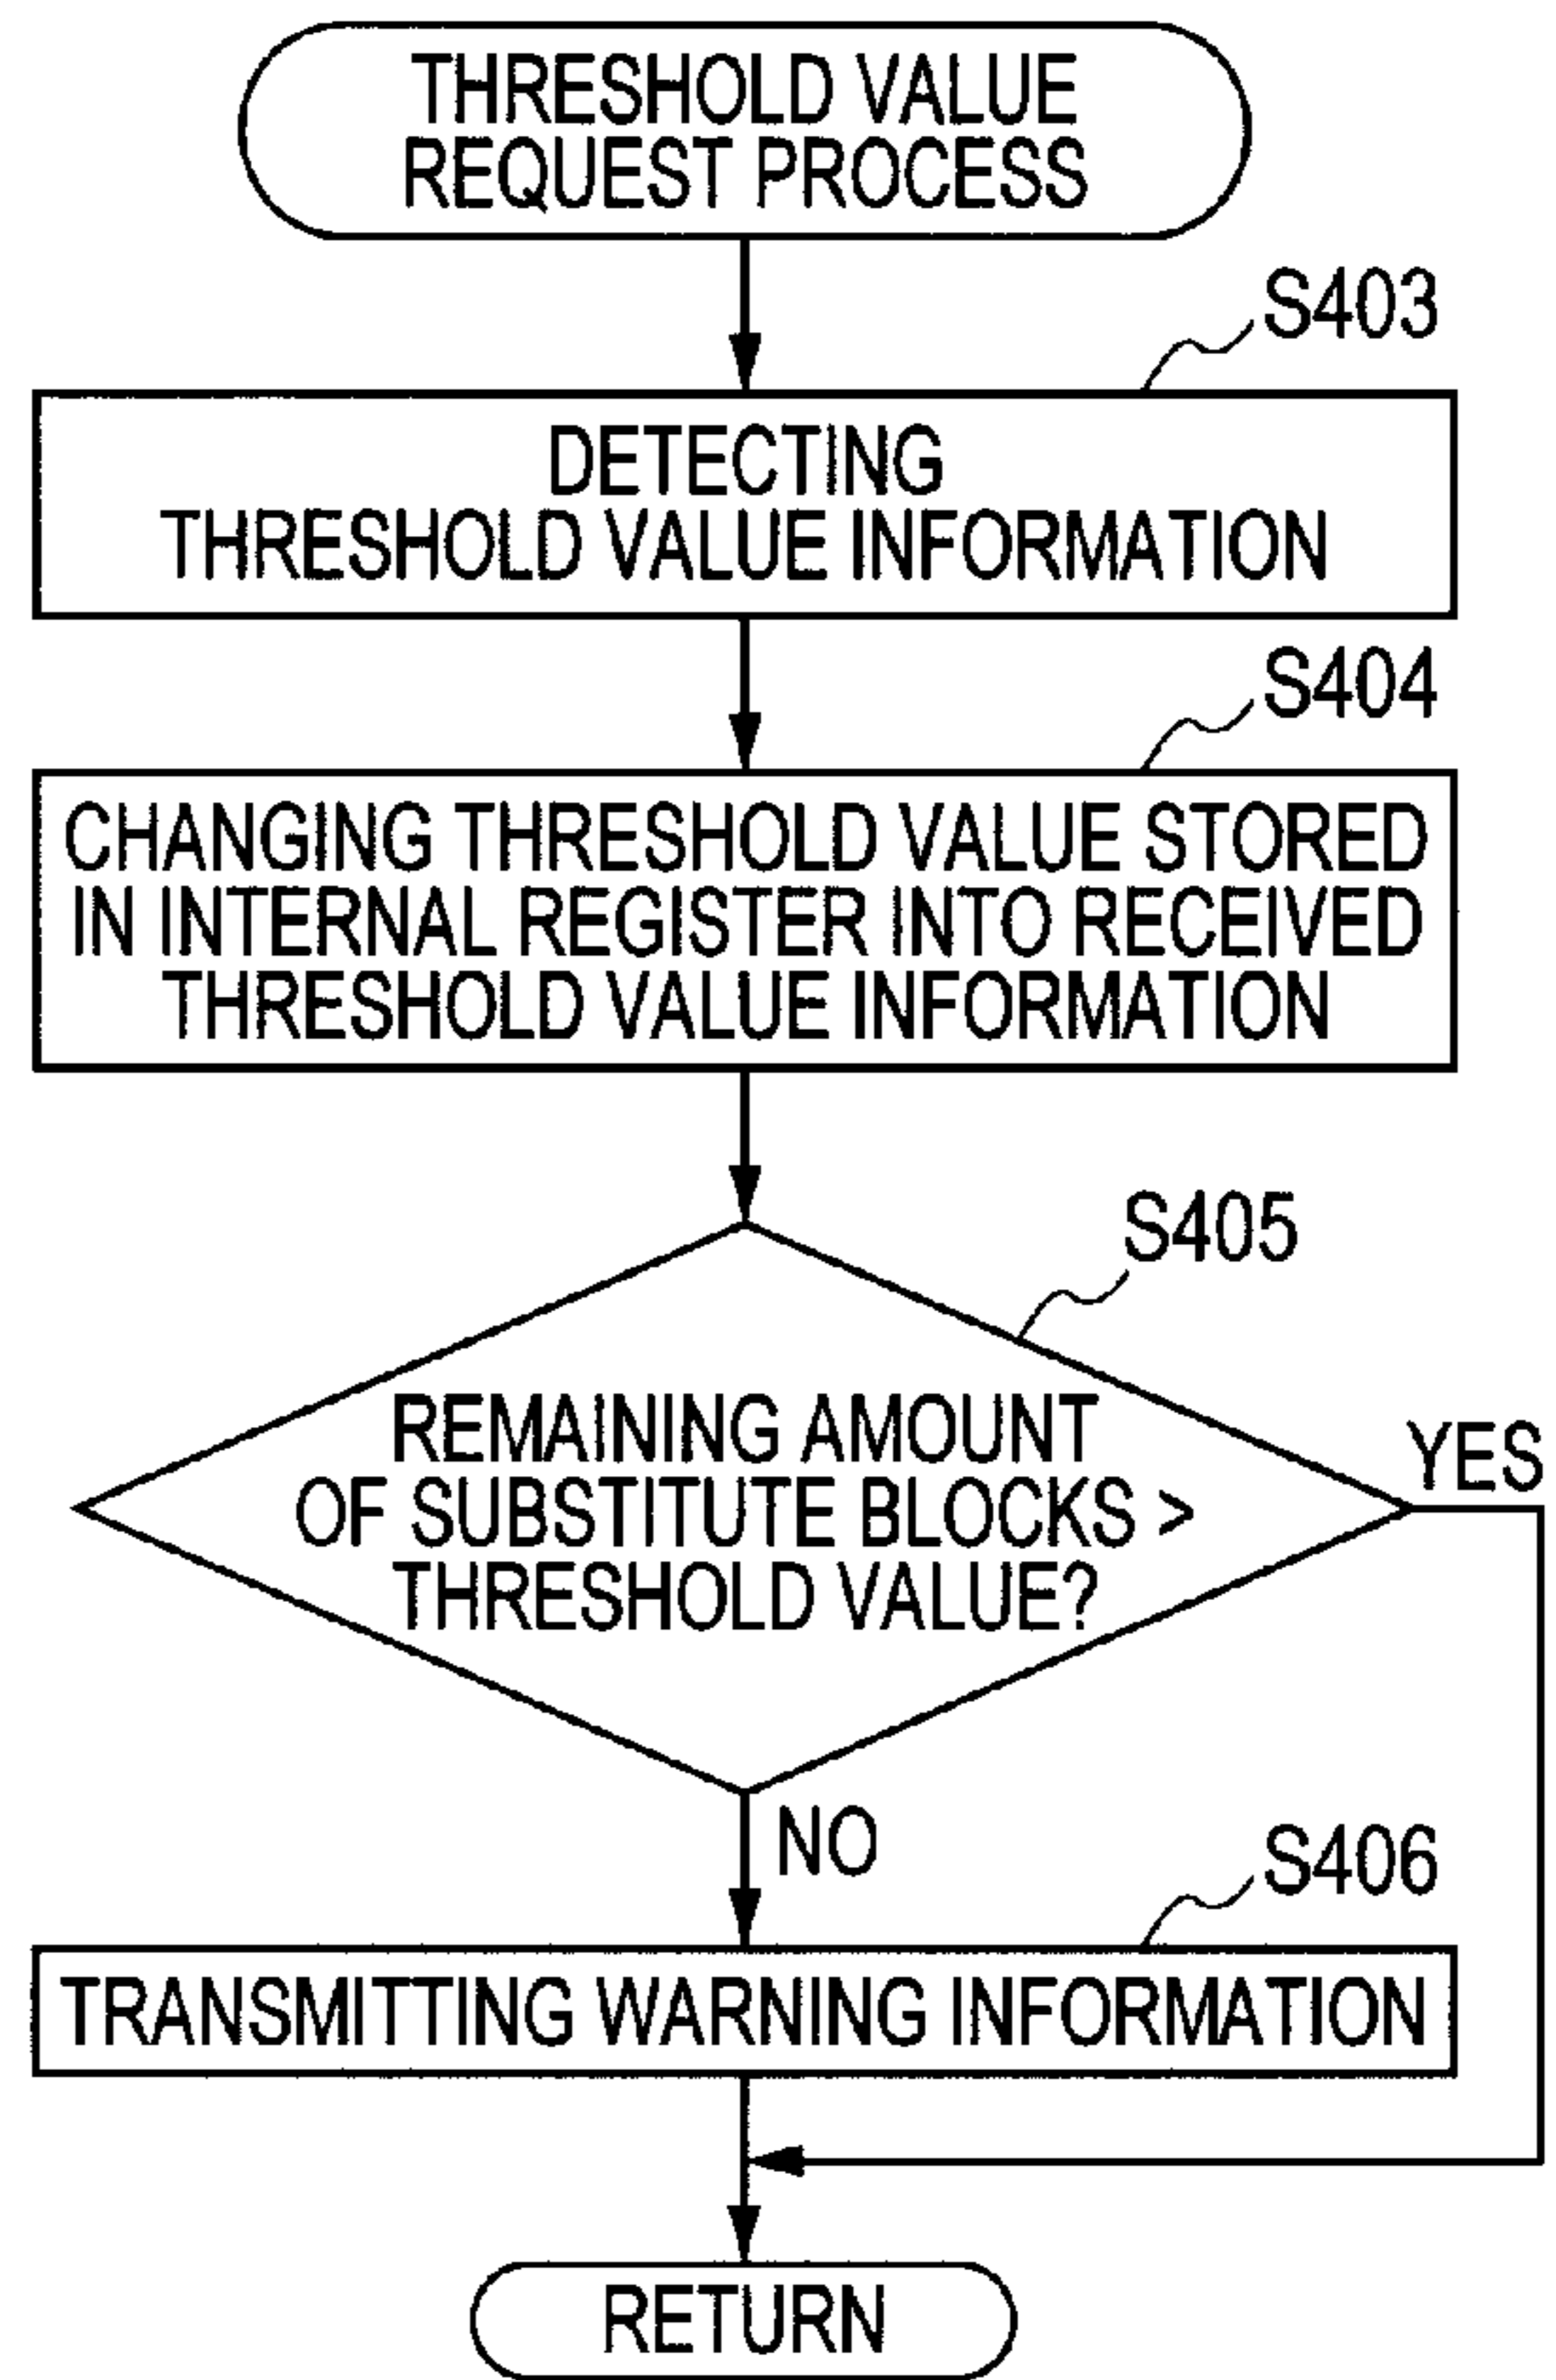 THRESHOLD VALUE
REQUEST PROCESS
S403
DETECTING
THRESHOLD VALUE INFORMATION
S404
CHANGING THRESHOLD VALUE STORED
IN INTERNAL REGISTER INTO RECEIVED
THRESHOLD VALUE INFORMATION
S405
REMAINING AMOUNT
OF SUBSTITUTE BLOCKS >
THRESHOLD VALUE?
YES
NO
S406
TRANSMITTING WARNING INFORMATION
RETURN